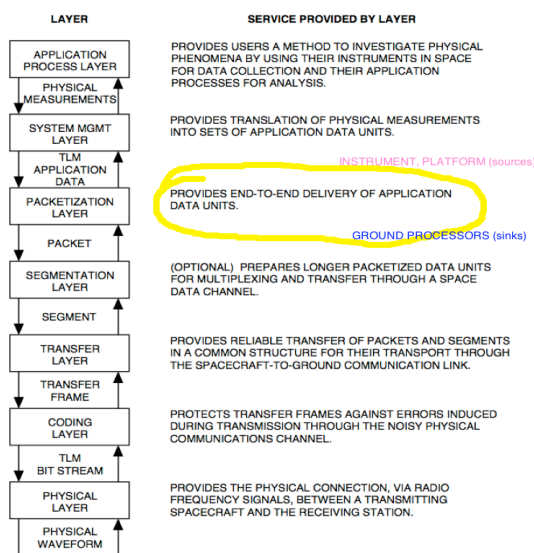 LAYER
SERVICE PROVIDED BY LAYER
APPLICATION
PROCESS LAYER
PROVIDES USERS A METHOD TO INVESTIGATE PHYSICAL
PHENOMENA BY USING THEIR INSTRUMENTS IN SPACE
FOR DATA COLLECTION AND THEIR APPLICATION
PROCESSES FOR ANALYSIS.
PHYSICAL
MEASUREMENTS
SYSTEM MGMT
LAYER
PROVIDES TRANSLATION OF PHYSICAL MEASUREMENTS
INTO SETS OF APPLICATION DATA UNITS.
TLM
APPLICATION
DATA
INSTRUMENT, PLATFORM (sources)
PACKETIZATION
LAYER
PROVIDES END-TO-END DELIVERY OF APPLICATION
DATA UNITS.
GROUND PROCESSORS (sinks)
PACKET
SEGMENTATION
LAYER
(OPTIONAL) PREPARES LONGER PACKETIZED DATA UNITS
FOR MULTIPLEXING AND TRANSFER THROUGH A SPACE
DATA CHANNEL.
SEGMENT
TRANSFER
LAYER
PROVIDES RELIABLE TRANSFER OF PACKETS AND SEGMENTS
IN A COMMON STRUCTURE FOR THEIR TRANSPORT THROUGH
THE SPACECRAFT-TO-GROUND COMMUNICATION LINK.
TRANSFER
FRAME
CODING
LAYER
PROTECTS TRANSFER FRAMES AGAINST ERRORS INDUCED
DURING TRANSMISSION THROUGH THE NOISY PHYSICAL
COMMUNICATIONS CHANNEL.
TLM
BIT STREAM
PHYSICAL
LAYER
PROVIDES THE PHYSICAL CONNECTION, VIA RADIO
FREQUENCY SIGNALS, BETWEEN A TRANSMITTING
SPACECRAFT AND THE RECEIVING STATION.
PHYSICAL
WAVEFORM